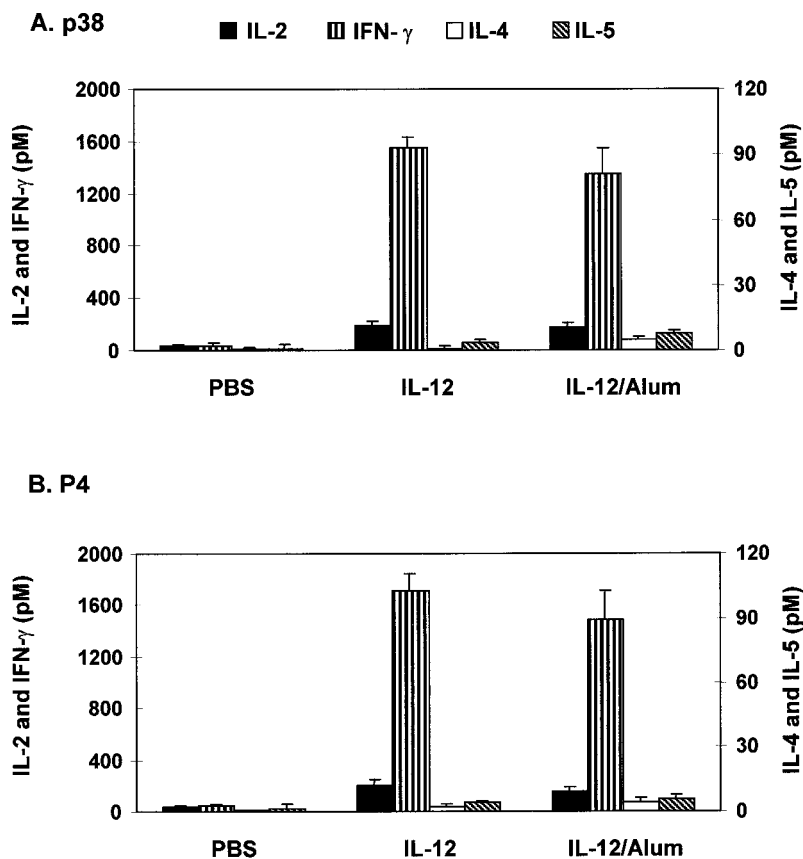 A. p38
IL-2 IFN-γ IL-4 IL-5
2000
1600
1200
800
400
0
IL-2 and IFN-γ (pM)
120
90
60
30
0
IL-4 and IL-5 (pM)
PBS IL-12 IL-12/Alum
B. P4
2000
1600
1200
800
400
0
IL-2 and IFN-γ (pM)
120
90
60
30
0
IL-4 and IL-5 (pM)
PBS IL-12 IL-12/Alum